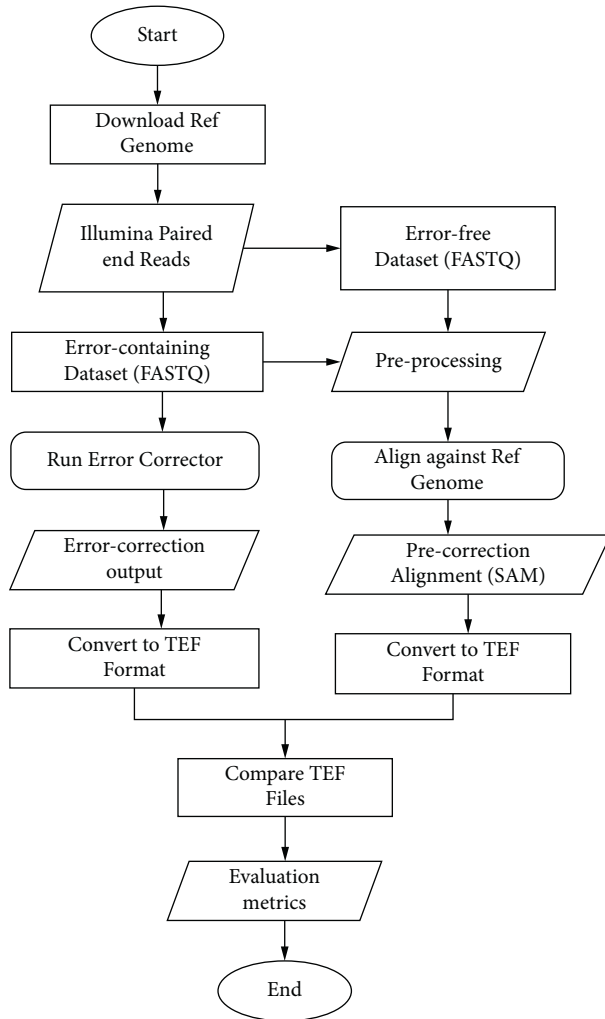 Start
Download Ref
Genome
Illumina Paired
end Reads
Error-free
Dataset (FASTQ)
Error-containing
Dataset (FASTQ)
Pre-processing
Run Error Corrector
Align against Ref
Genome
Error-correction
output
Pre-correction
Alignment (SAM)
Convert to TEF
Format
Convert to TEF
Format
Compare TEF
Files
Evaluation
metrics
End